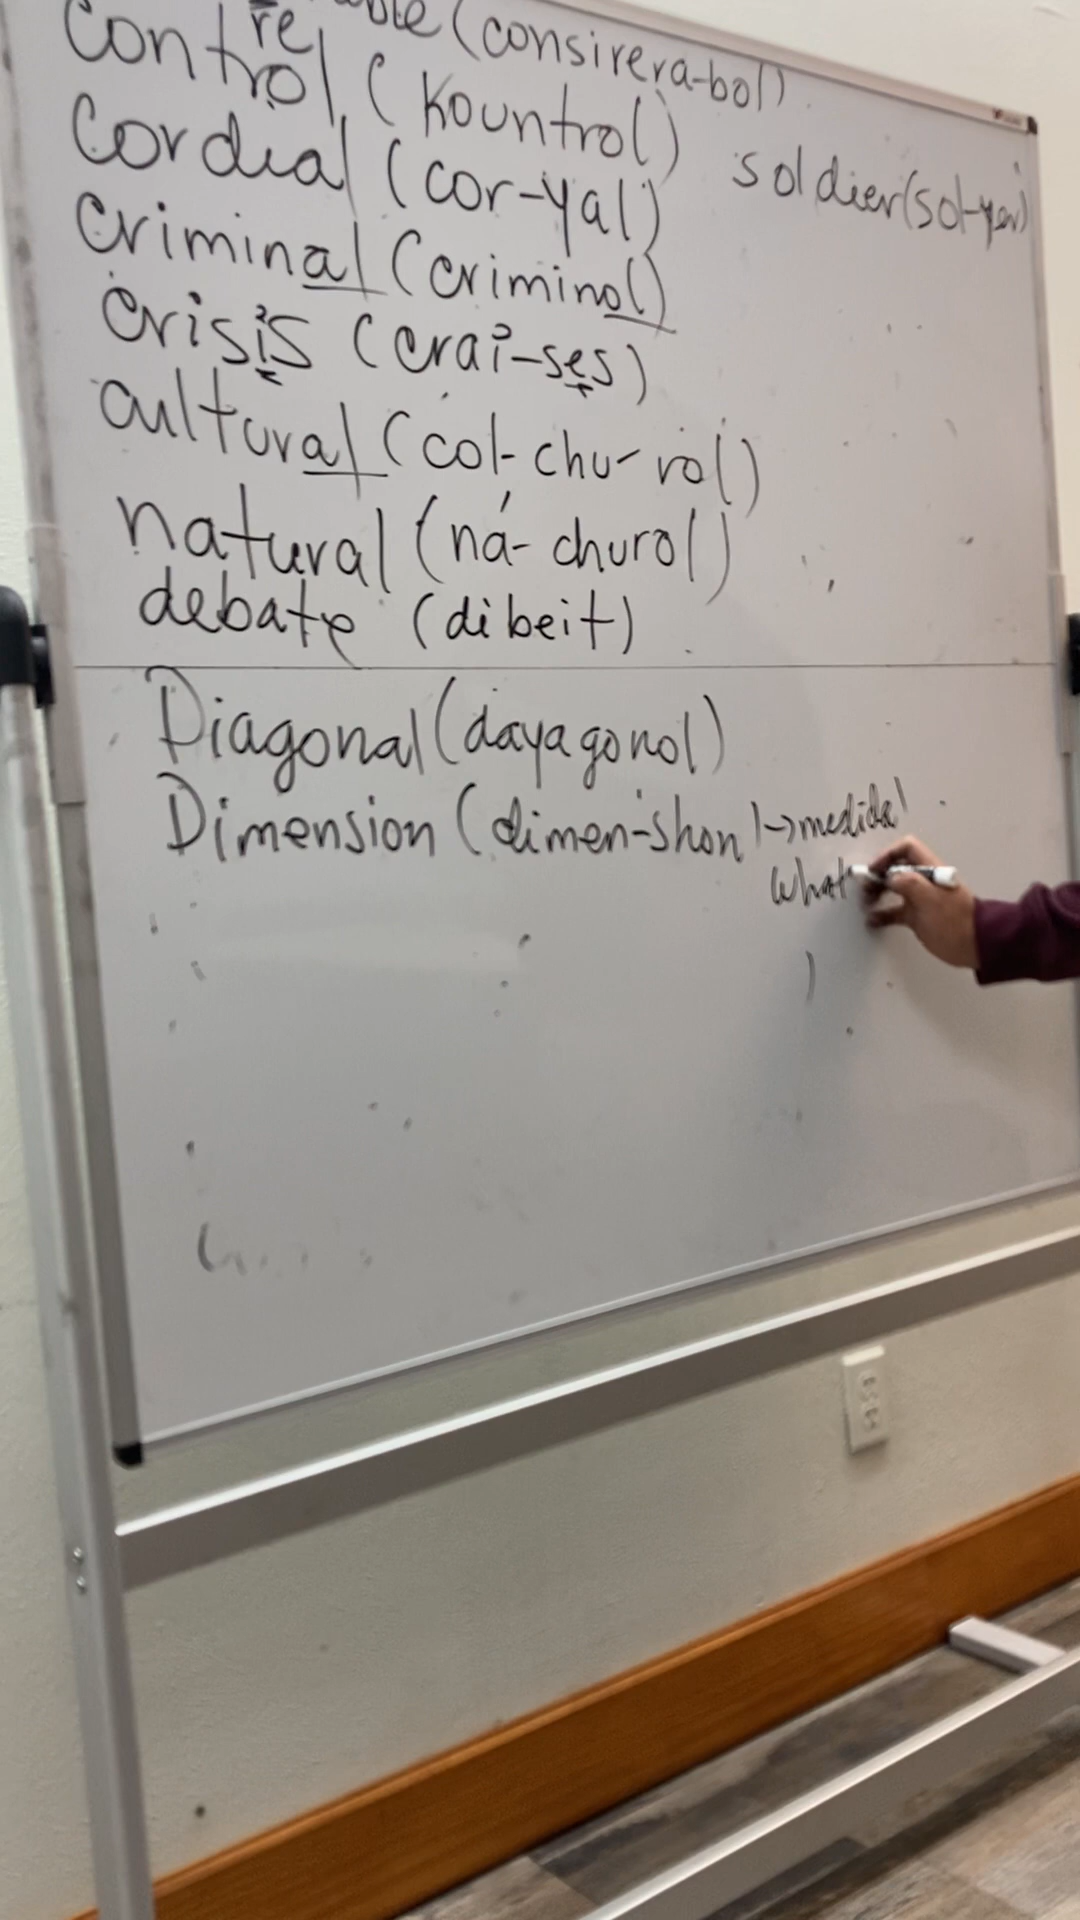 (consirera-bol)
re
control (kountrol)
cordial (cor-yal)
soldier (sol-yer)
criminal (criminol)
crisis (crai-ses)
cultural (col-chu-rol)
natural (ná-churol)
debate (dibeit)
Diagonal (dayagonol)
Dimension (dimen-shon) → medida
what